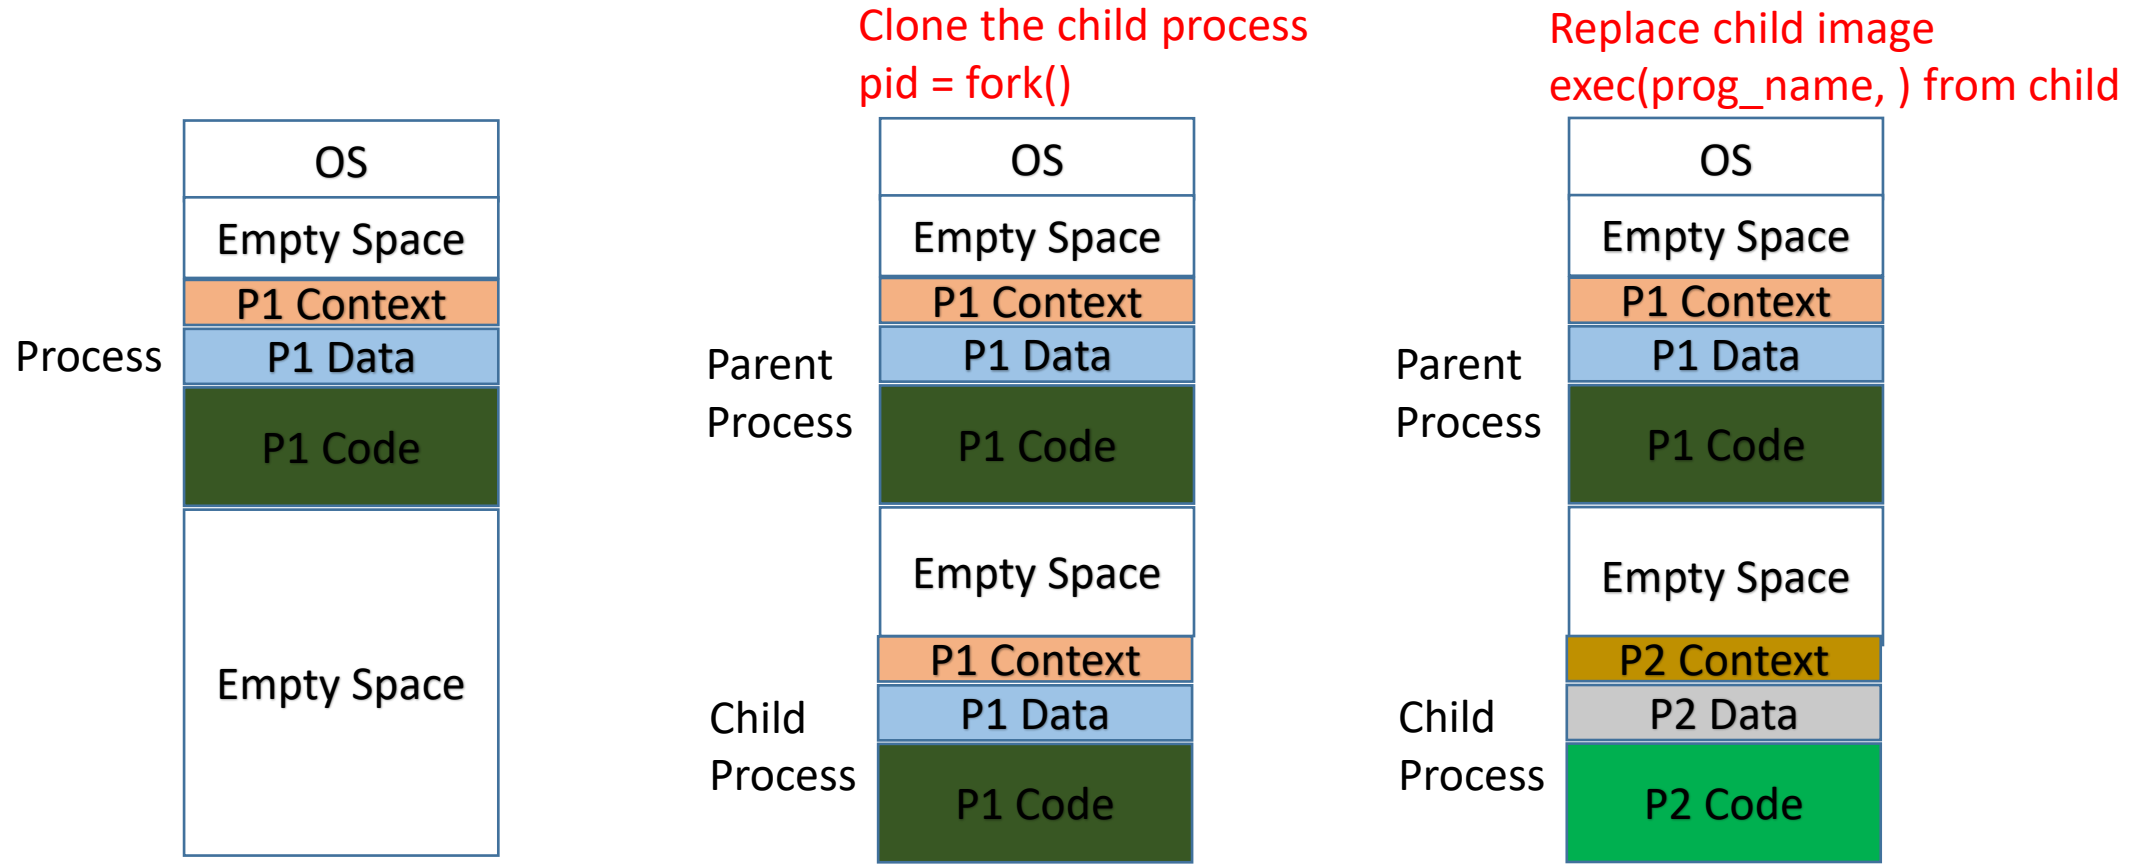 Clone the child process
pid = fork()
Replace child image
exec(prog_name, ) from child
Process
OS
Empty Space
P1 Context
P1 Data
P1 Code
Empty Space
Parent
Process
Child
Process
OS
Empty Space
P1 Context
P1 Data
P1 Code
Empty Space
P1 Context
P1 Data
P1 Code
Parent
Process
Child
Process
OS
Empty Space
P1 Context
P1 Data
P1 Code
Empty Space
P2 Context
P2 Data
P2 Code